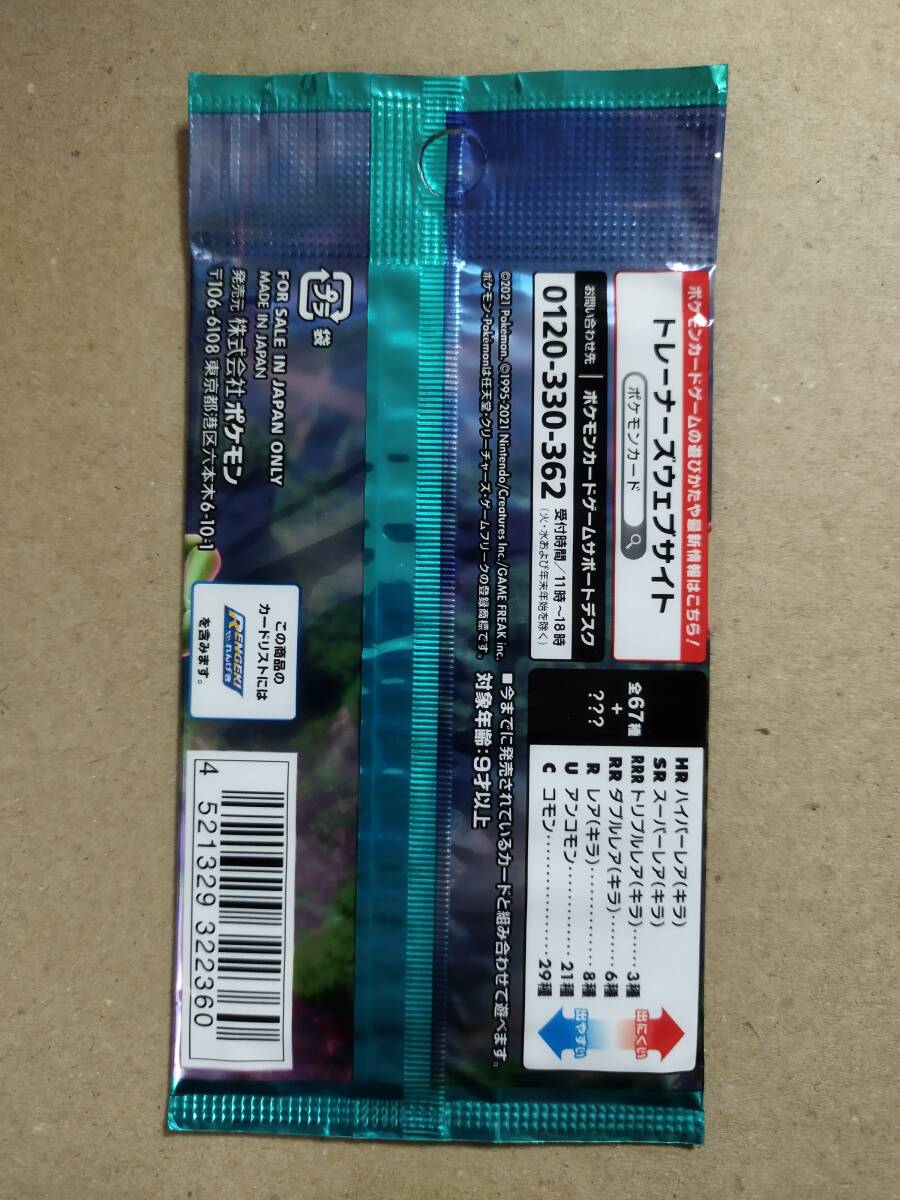 ポケモンカードゲームの遊びかたや最新情報はこちら!
トレーナーズウェブサイト
ポケモンカード
お問い合わせ先 ポケモンカードゲームサポートデスク
0120-330-362 受付時間/11時~18時
(火・水および年末年始を除く)
©2021 Pokémon. ©1995-2021 Nintendo/Creatures Inc./GAME FREAK inc.
ポケモン・Pokémonは任天堂・クリーチャーズ・ゲームフリークの登録商標です。
全67種
+
???
HR ハイパーレア(キラ)
SR スーパーレア(キラ)
RRR トリプルレア(キラ)……3種
RR ダブルレア(キラ)……6種
R レア(キラ)…………8種
U アンコモン…………21種
C コモン……………29種
出にくい
出やすい
■今までに発売されているカードと組み合わせて遊べます。
対象年齢:9才以上
プラ
袋
FOR SALE IN JAPAN ONLY
MADE IN JAPAN
発売元 株式会社ポケモン
〒106-6108 東京都港区六本木6-10-1
この商品の
カードリストには
RENGEKI
れんげき
を含みます。
4 521329 322360